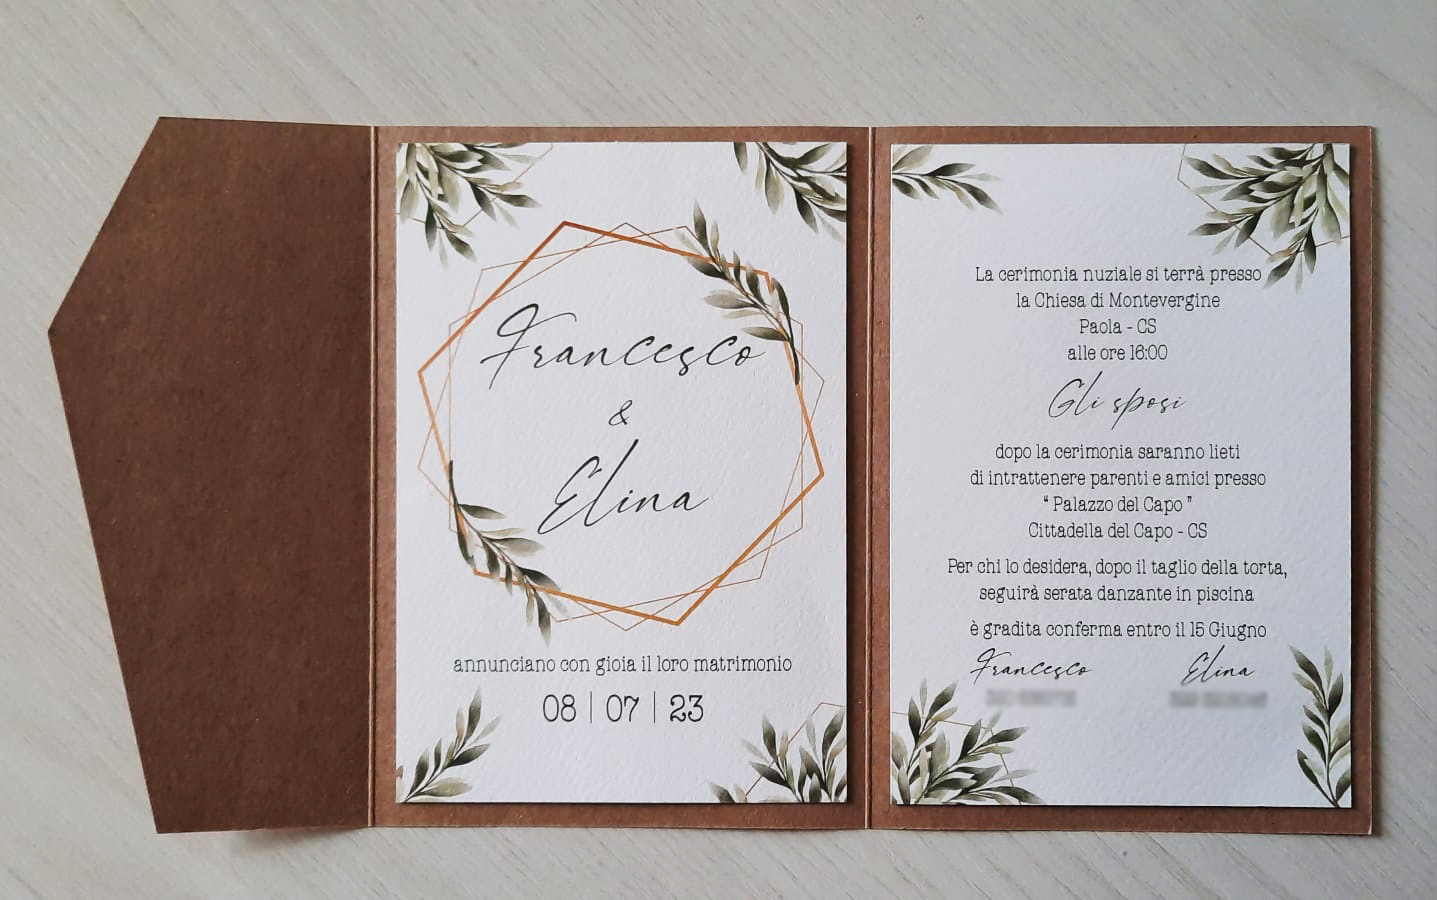 Francesco
&
Elina
annunciano con gioia il loro matrimonio
08 | 07 | 23
La cerimonia nuziale si terrà presso
la Chiesa di Montevergine
Paola - CS
alle ore 16:00
Gli sposi
dopo la cerimonia saranno lieti
di intrattenere parenti e amici presso
“ Palazzo del Capo ”
Cittadella del Capo - CS
Per chi lo desidera, dopo il taglio della torta,
seguirà serata danzante in piscina
è gradita conferma entro il 15 Giugno
Francesco Elina